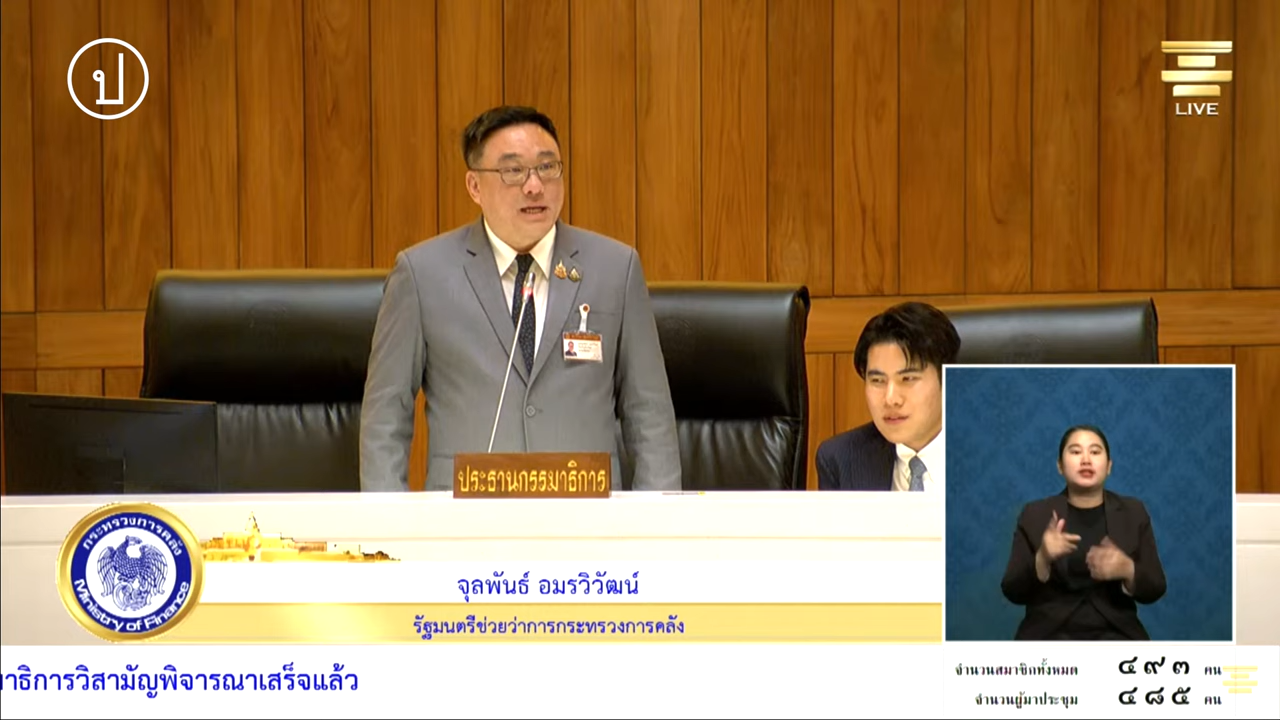 ป
LIVE
ประธานกรรมาธิการ
กระทรวงการคลัง
Ministry of Finance
จุลพันธ์ อมรวิวัฒน์
รัฐมนตรีช่วยว่าการกระทรวงการคลัง
าธิการวิสามัญพิจารณาเสร็จแล้ว
จำนวนสมาชิกทั้งหมด ๔๙๓ คน
จำนวนผู้มาประชุม ๔๘๕ คน